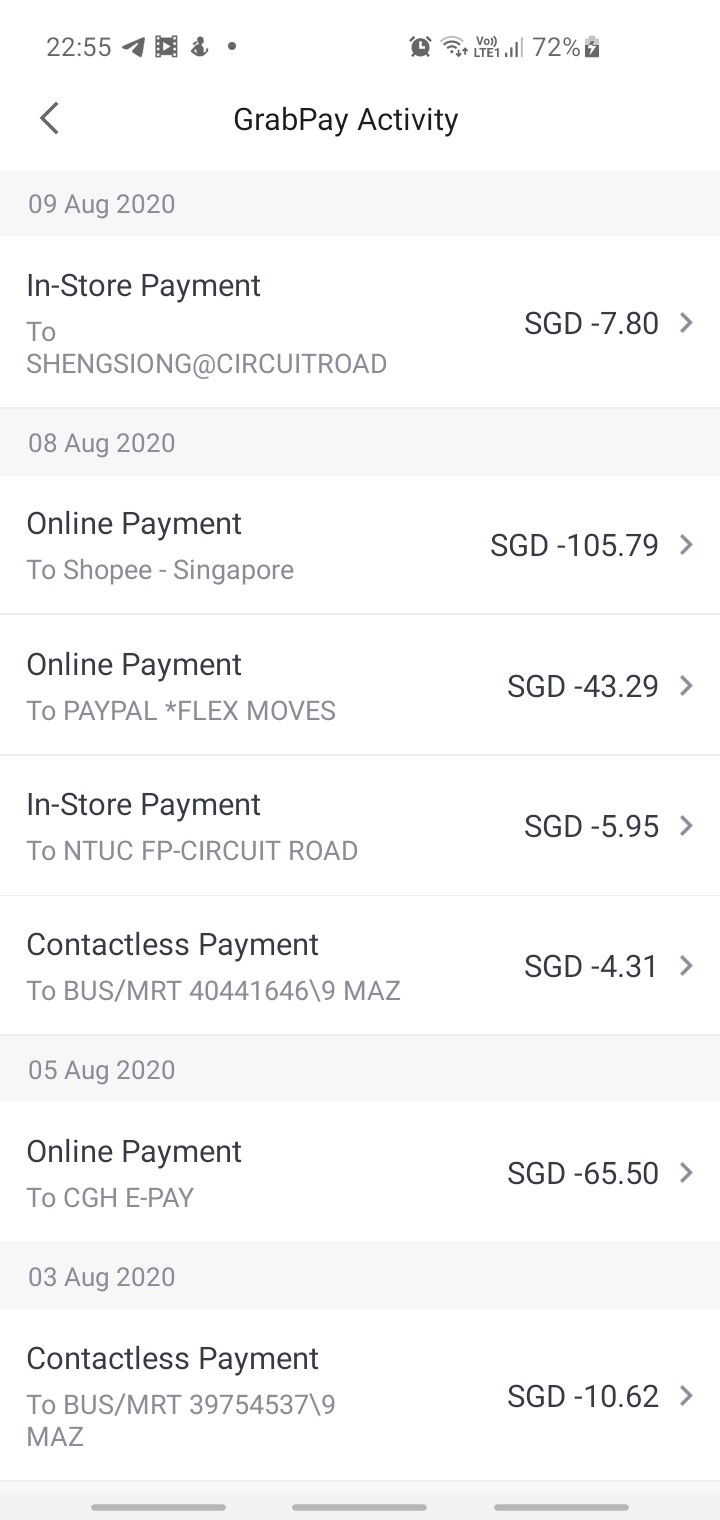 22:55 Vo)) LTE1 72%
GrabPay Activity
09 Aug 2020
In-Store Payment
To
SHENGSIONG@CIRCUITROAD
SGD -7.80
08 Aug 2020
Online Payment
To Shopee - Singapore
SGD -105.79
Online Payment
To PAYPAL *FLEX MOVES
SGD -43.29
In-Store Payment
To NTUC FP-CIRCUIT ROAD
SGD -5.95
Contactless Payment
To BUS/MRT 40441646\9 MAZ
SGD -4.31
05 Aug 2020
Online Payment
To CGH E-PAY
SGD -65.50
03 Aug 2020
Contactless Payment
To BUS/MRT 39754537\9
MAZ
SGD -10.62